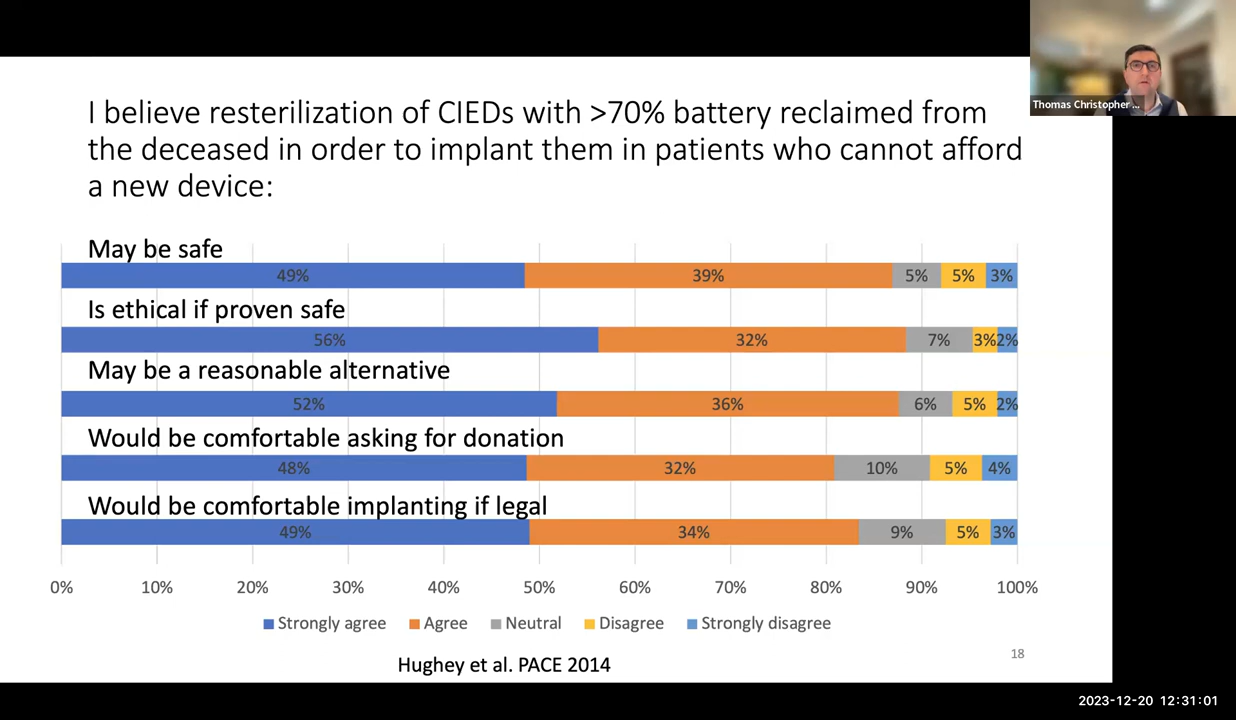 Thomas Christopher ...
I believe resterilization of CIEDs with >70% battery reclaimed from
the deceased in order to implant them in patients who cannot afford
a new device:
May be safe
49% 39% 5% 5% 3%
Is ethical if proven safe
56% 32% 7% 3% 2%
May be a reasonable alternative
52% 36% 6% 5% 2%
Would be comfortable asking for donation
48% 32% 10% 5% 4%
Would be comfortable implanting if legal
49% 34% 9% 5% 3%
0% 10% 20% 30% 40% 50% 60% 70% 80% 90% 100%
Strongly agree Agree Neutral Disagree Strongly disagree
18
Hughey et al. PACE 2014
2023-12-20 12:31:01